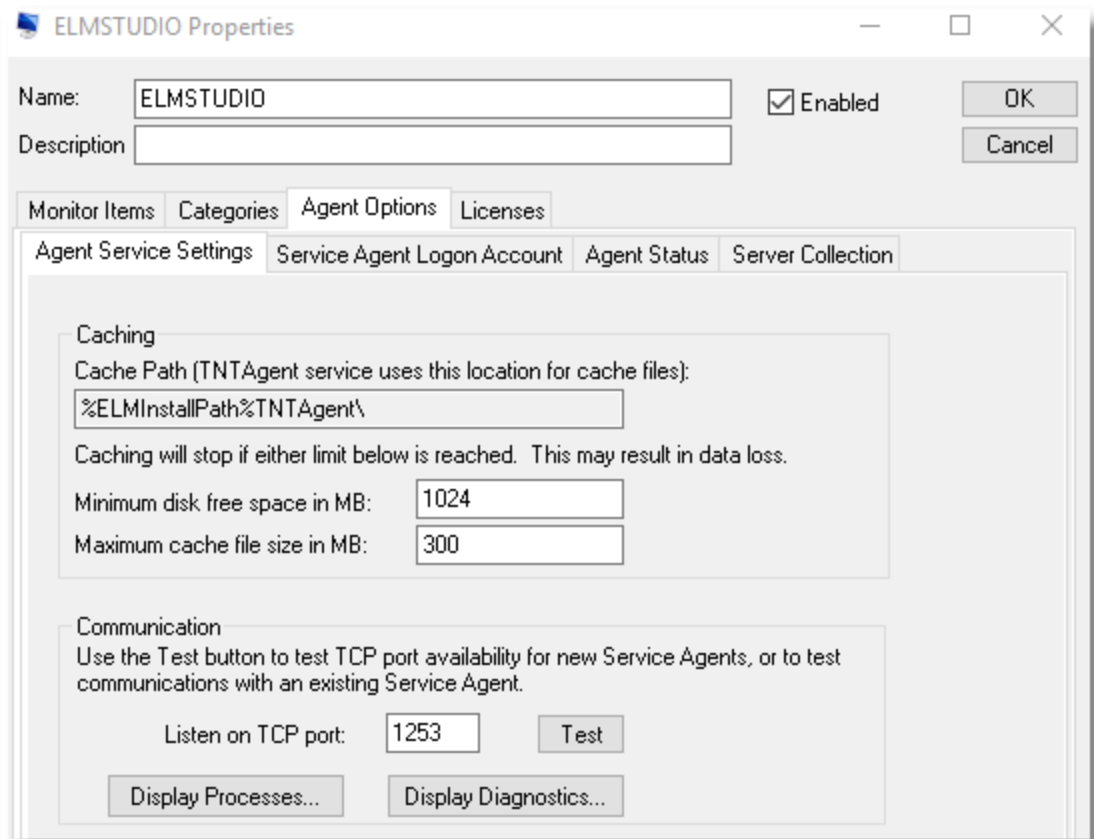 ELMSTUDIO Properties
Name: ELMSTUDIO Enabled OK
Description Cancel
Monitor Items Categories Agent Options Licenses
Agent Service Settings Service Agent Logon Account Agent Status Server Collection
Caching
Cache Path (TNTAgent service uses this location for cache files):
%ELMInstallPath%TNTAgent\
Caching will stop if either limit below is reached. This may result in data loss.
Minimum disk free space in MB: 1024
Maximum cache file size in MB: 300
Communication
Use the Test button to test TCP port availability for new Service Agents, or to test
communications with an existing Service Agent.
Listen on TCP port: 1253 Test
Display Processes... Display Diagnostics...